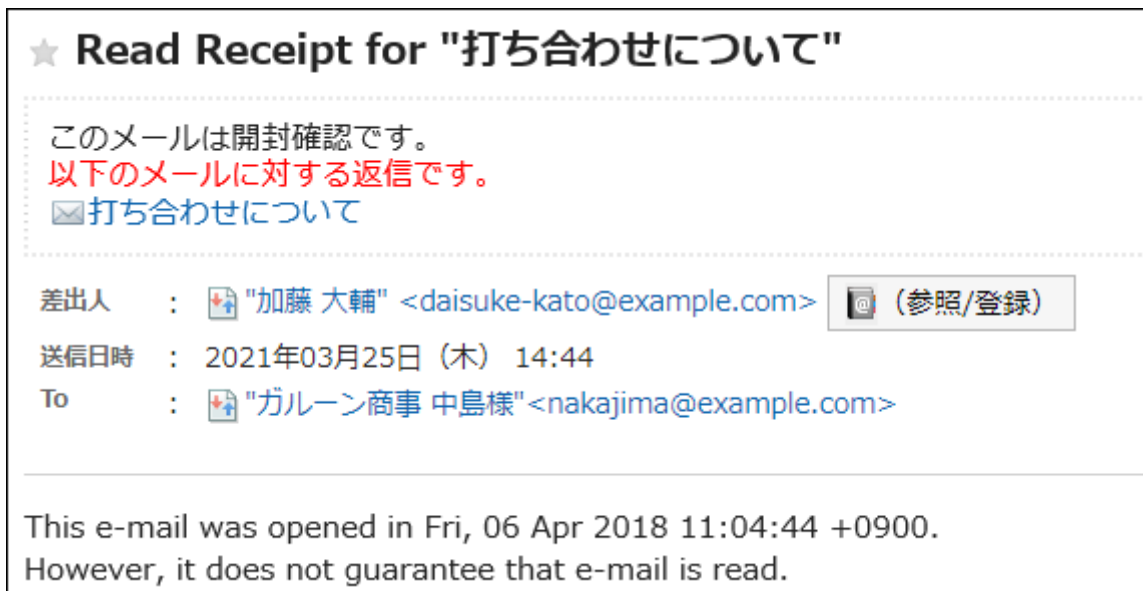 Read Receipt for "打ち合わせについて"
このメールは開封確認です。
以下のメールに対する返信です。
打ち合わせについて
差出人 : "加藤 大輔" <daisuke-kato@example.com> (参照/登録)
送信日時 : 2021年03月25日（木） 14:44
To : "ガルーン商事 中島様"<nakajima@example.com>
This e-mail was opened in Fri, 06 Apr 2018 11:04:44 +0900.
However, it does not guarantee that e-mail is read.